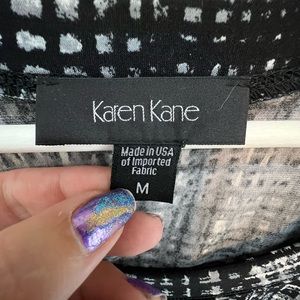 Karen Kane
Made in USA
of Imported
Fabric
M